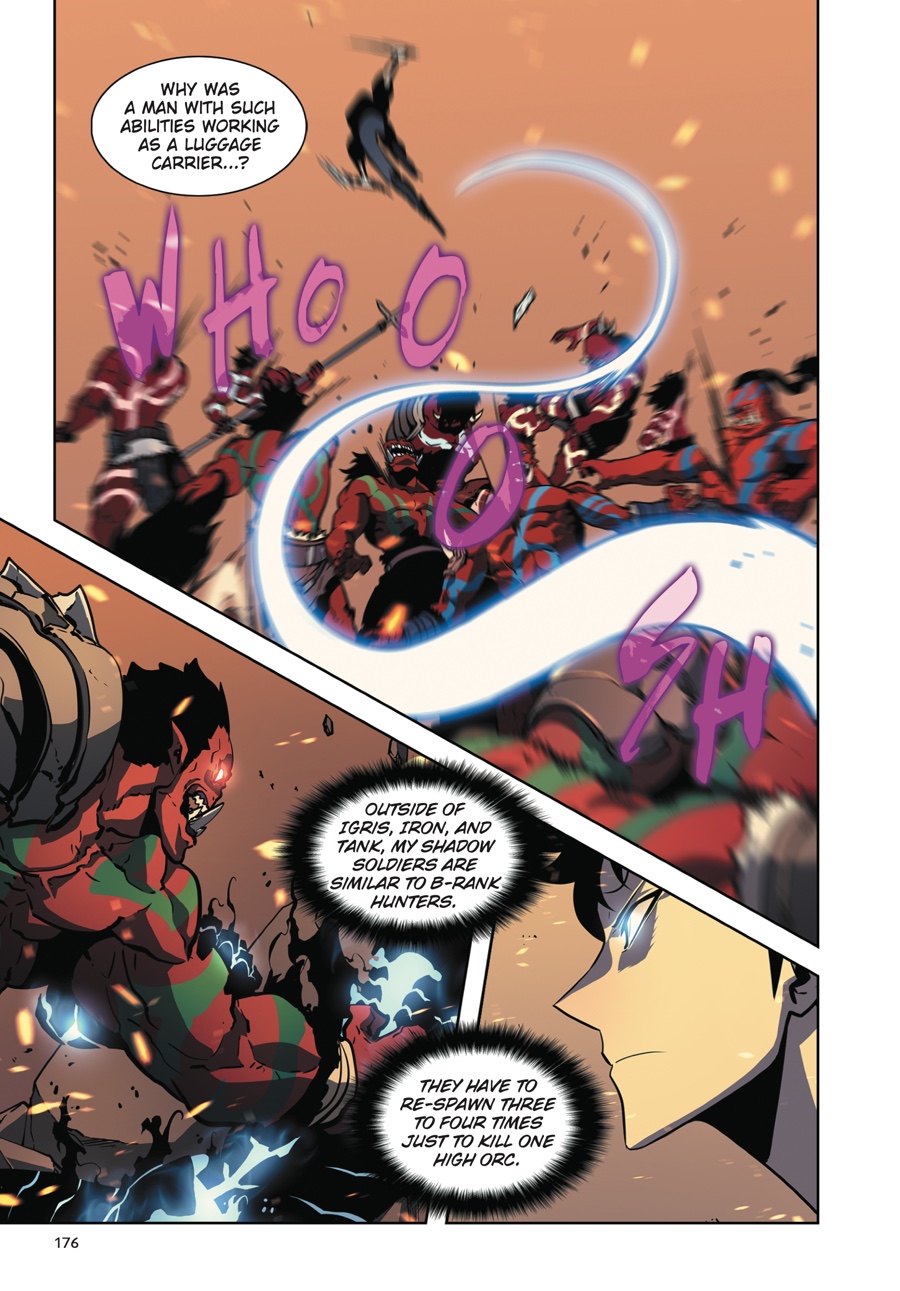 WHY WAS
A MAN WITH SUCH
ABILITIES WORKING
AS A LUGGAGE
CARRIER...?
WHOOOSH
OUTSIDE OF
IGRIS, IRON, AND
TANK, MY SHADOW
SOLDIERS ARE
SIMILAR TO B-RANK
HUNTERS.
THEY HAVE TO
RE-SPAWN THREE
TO FOUR TIMES
JUST TO KILL ONE
HIGH ORC.
176